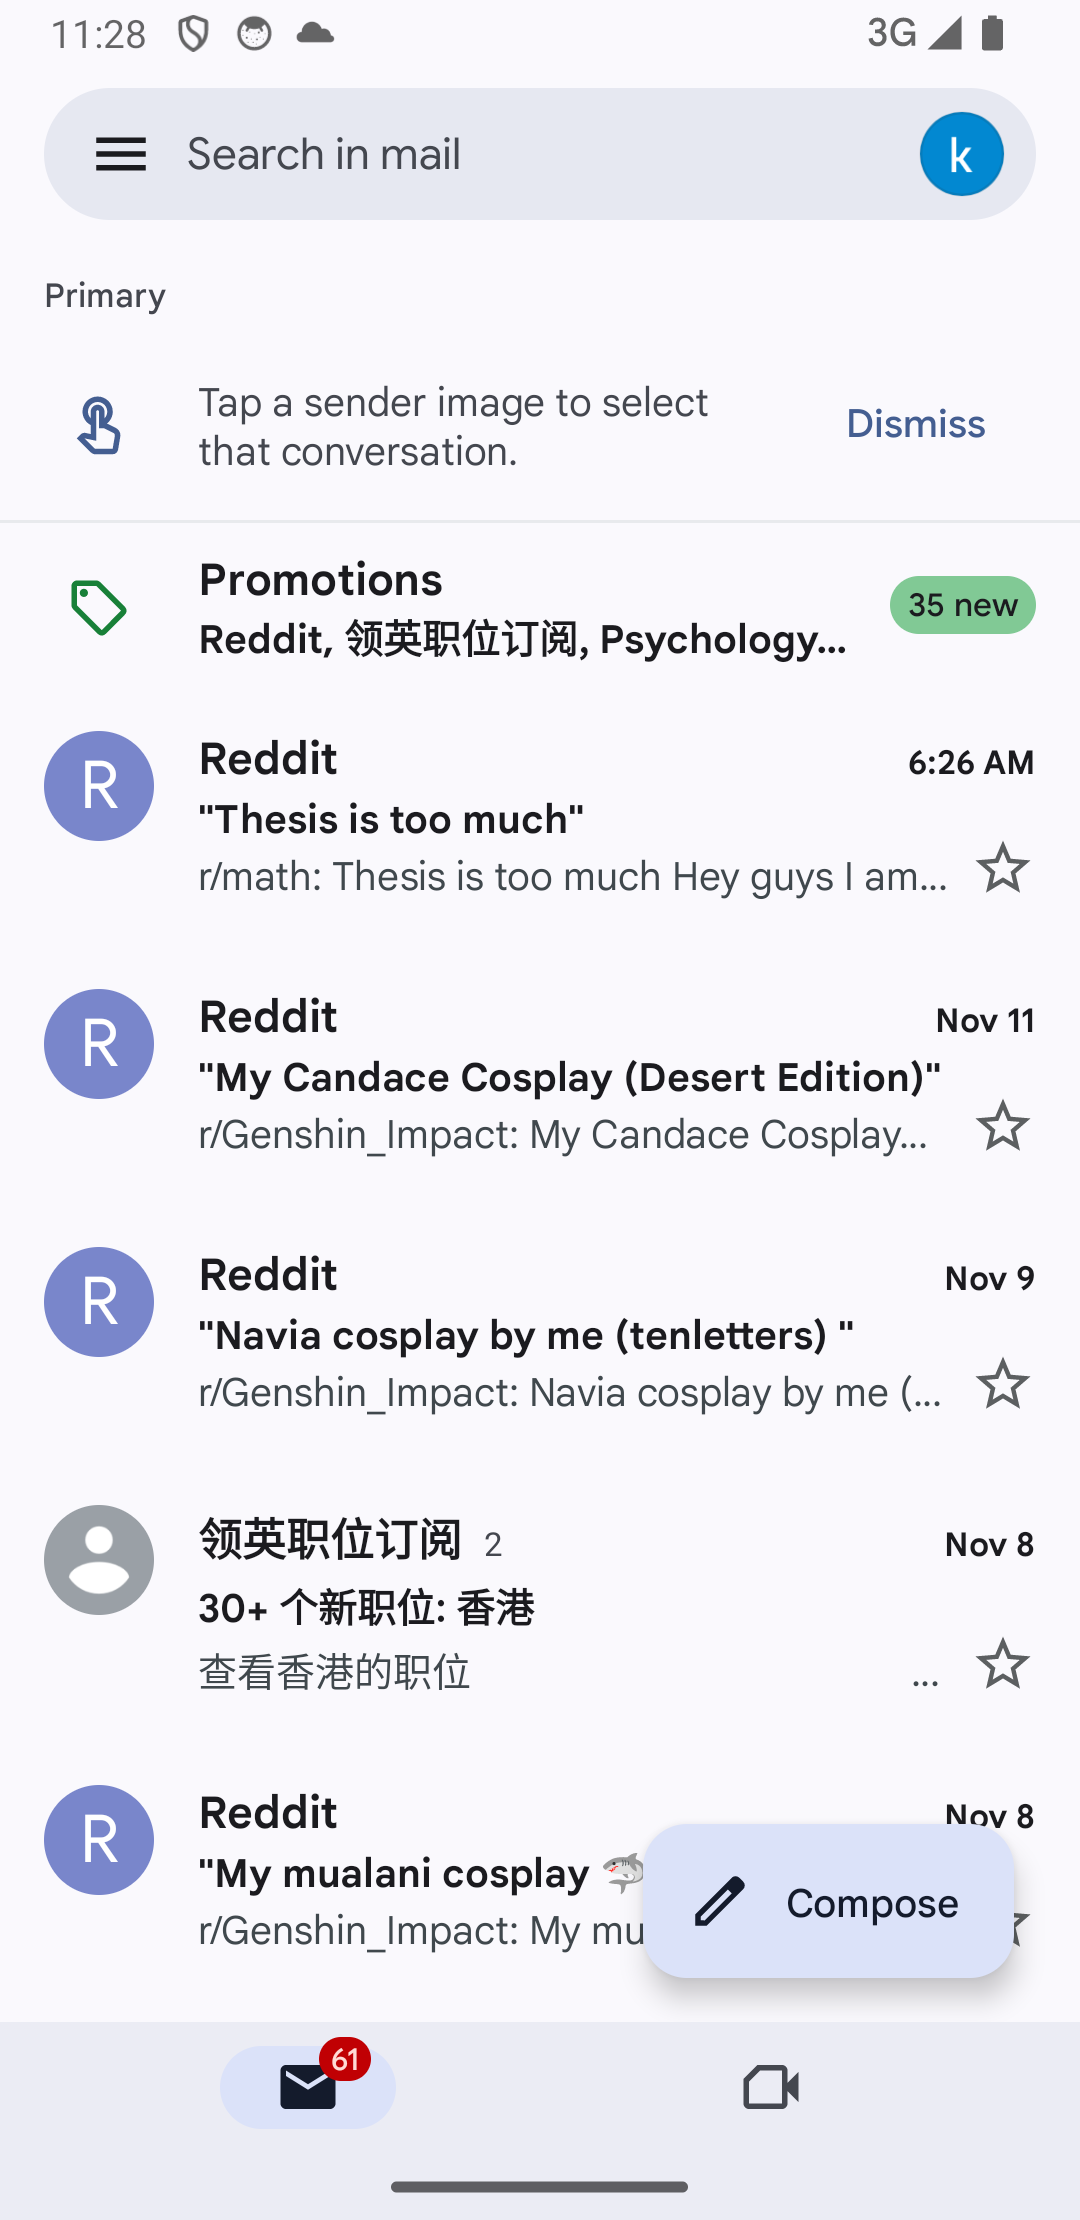 11:28
3G
Search in mail
k
Primary
Tap a sender image to select
that conversation.
Dismiss
Promotions
35 new
Reddit, 领英职位订阅, Psychology...
R
Reddit
6:26 AM
"Thesis is too much"
r/math: Thesis is too much Hey guys I am...
R
Reddit
Nov 11
"My Candace Cosplay (Desert Edition)"
r/Genshin_Impact: My Candace Cosplay...
R
Reddit
Nov 9
"Navia cosplay by me (tenletters) "
r/Genshin_Impact: Navia cosplay by me (...
领英职位订阅 2
Nov 8
30+ 个新职位: 香港
查看香港的职位 ...
R
Reddit
Nov 8
"My mualani cosplay 🦈
r/Genshin_Impact: My mu
Compose
61